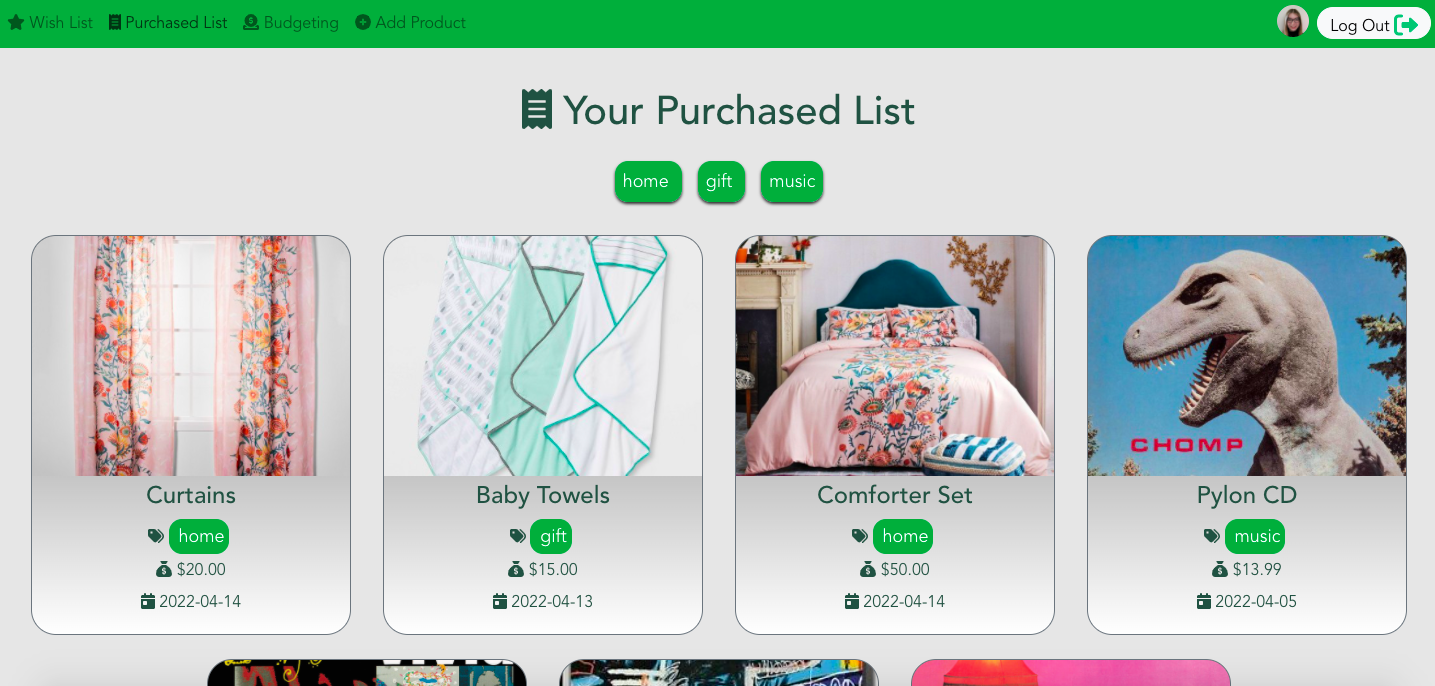 Wish List Purchased List Budgeting Add Product Log Out
Your Purchased List
home gift music
CHOMP
Curtains Baby Towels Comforter Set Pylon CD
home gift home music
$20.00 $15.00 $50.00 $13.99
2022-04-14 2022-04-13 2022-04-14 2022-04-05